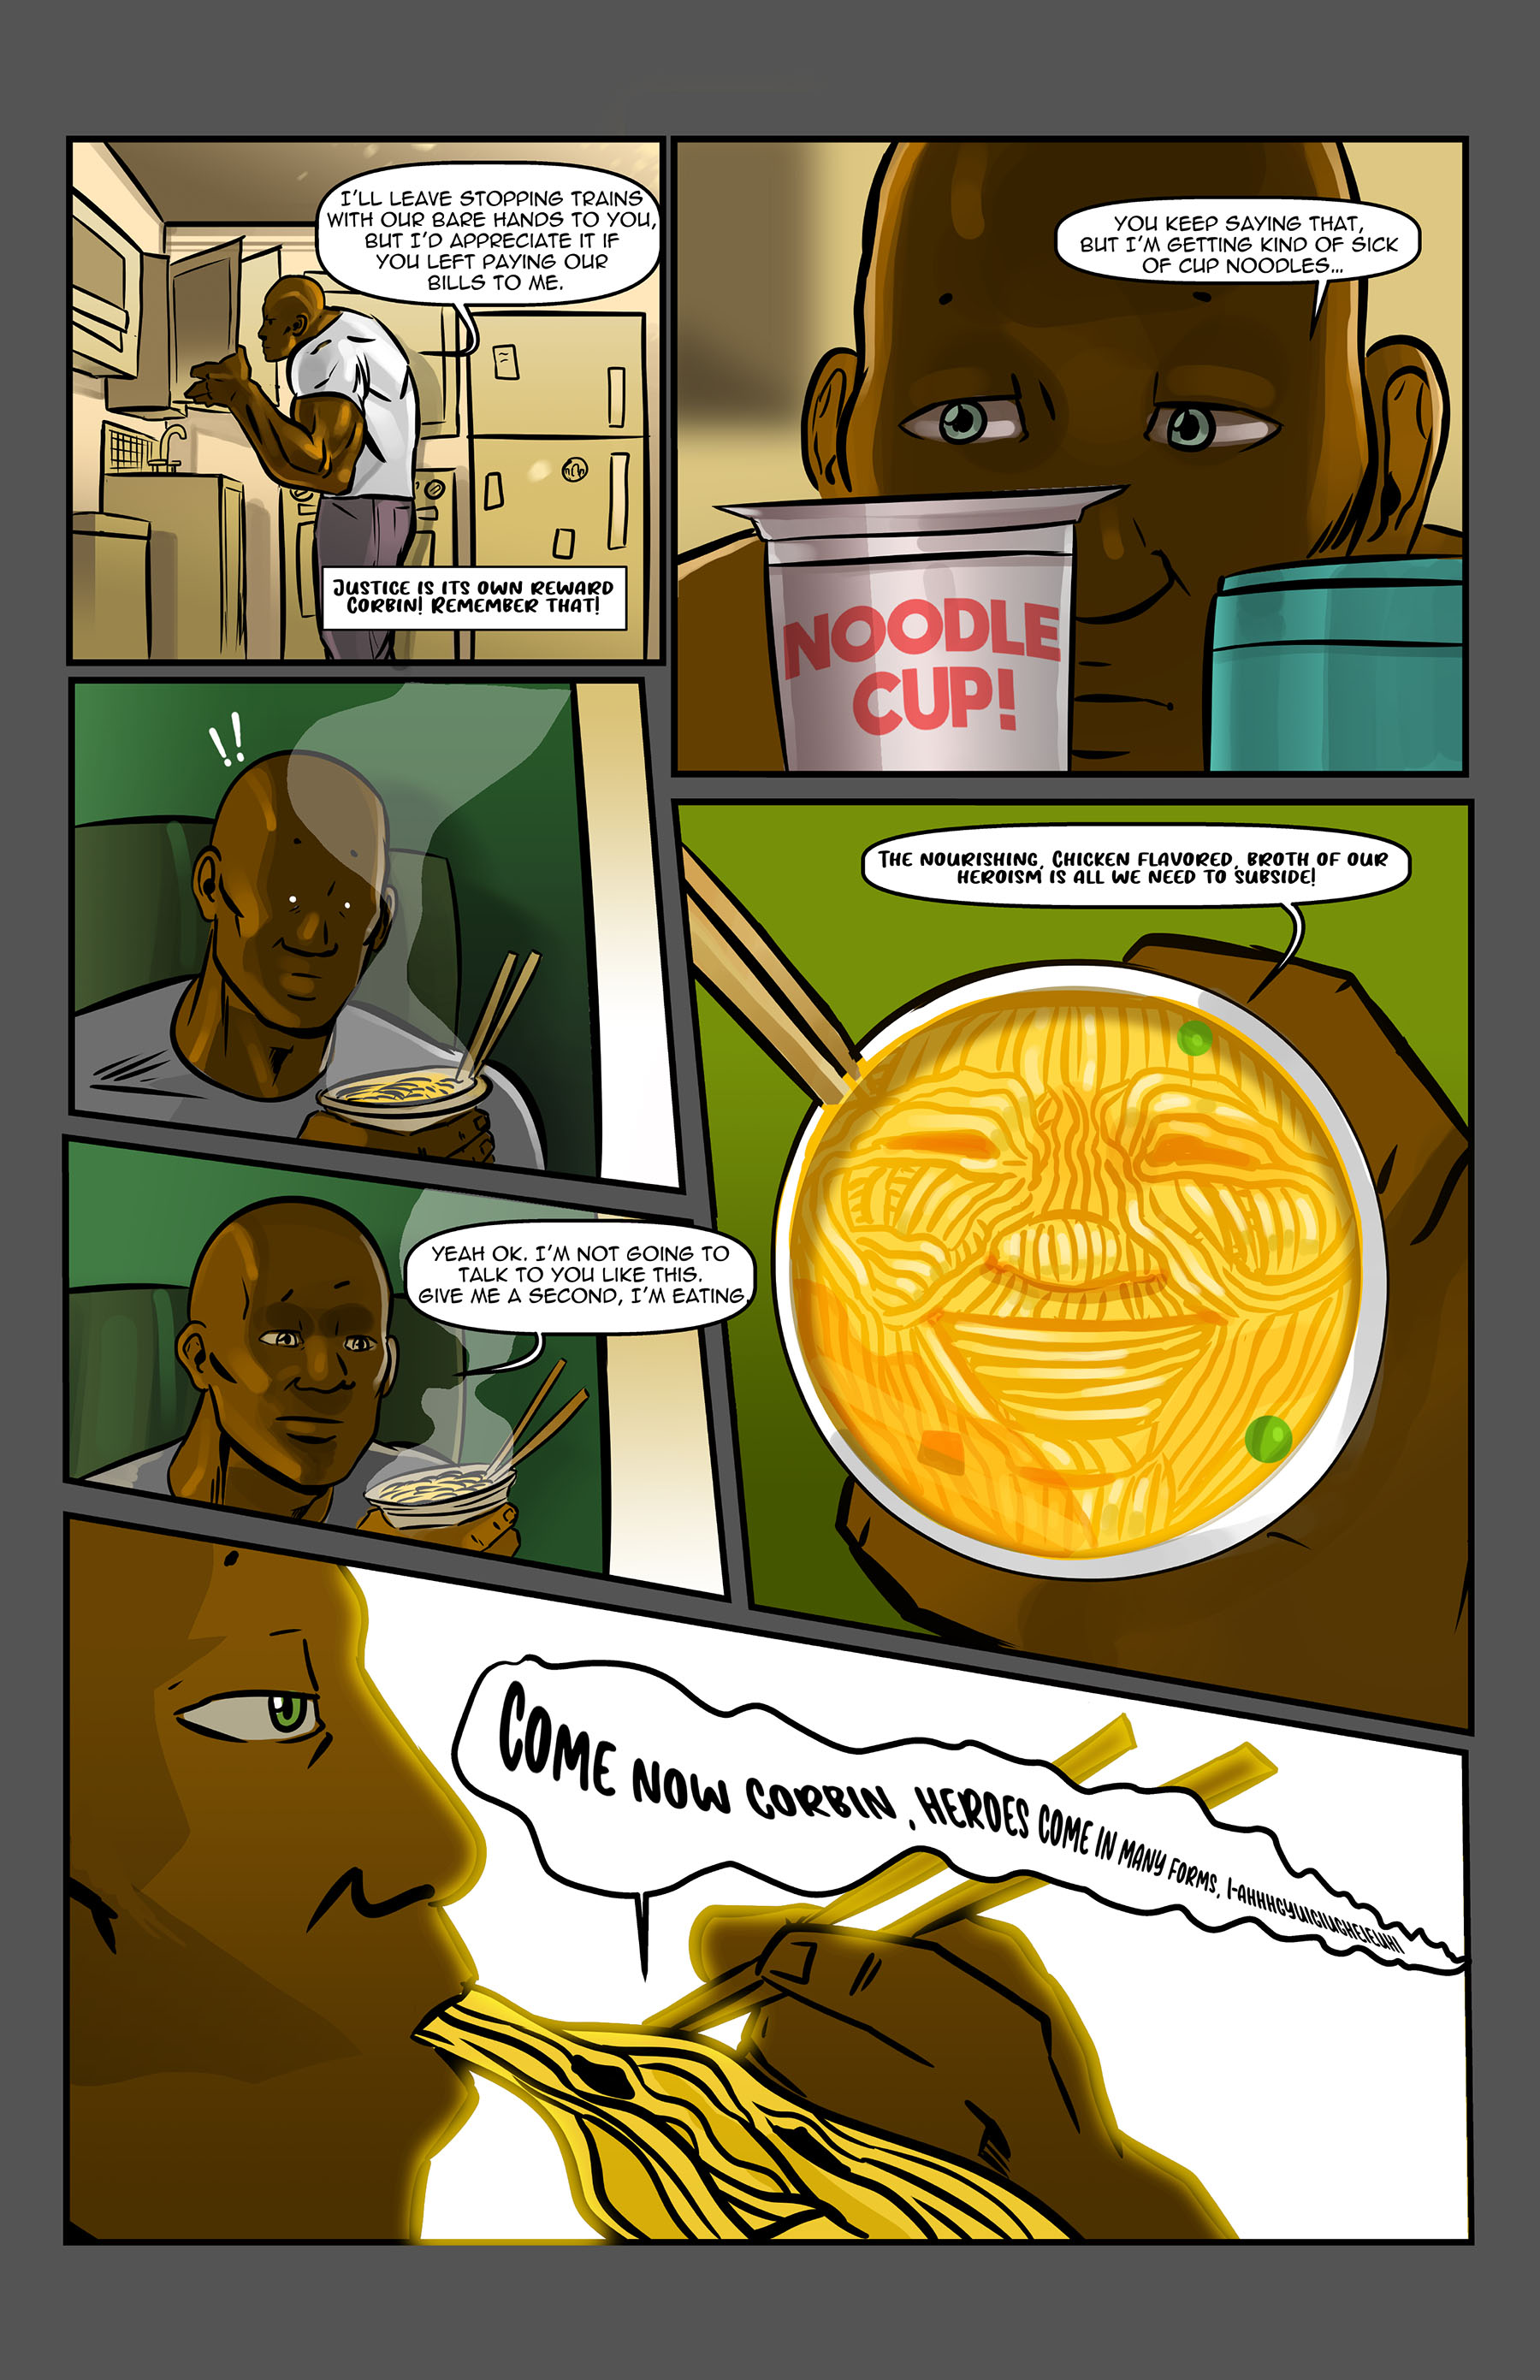 I'LL LEAVE STOPPING TRAINS
WITH OUR BARE HANDS TO YOU,
BUT I'D APPRECIATE IT IF
YOU LEFT PAYING OUR
BILLS TO ME.
JUSTICE IS ITS OWN REWARD
CORBIN! REMEMBER THAT!
YOU KEEP SAYING THAT,
BUT I'M GETTING KIND OF SICK
OF CUP NOODLES...
NOODLE
CUP!
!!
THE NOURISHING, CHICKEN FLAVORED, BROTH OF OUR
HEROISM IS ALL WE NEED TO SUBSIDE!
YEAH OK. I'M NOT GOING TO
TALK TO YOU LIKE THIS.
GIVE ME A SECOND, I'M EATING.
COME NOW CORBIN, HEROES COME IN MANY FORMS, I-